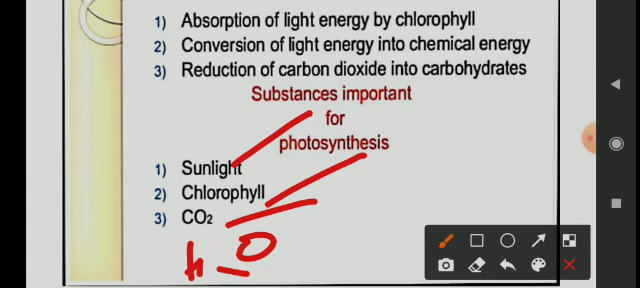 1) Absorption of light energy by chlorophyll
2) Conversion of light energy into chemical energy
3) Reduction of carbon dioxide into carbohydrates
Substances important
for
photosynthesis
1) Sunlight
2) Chlorophyll
3) CO₂